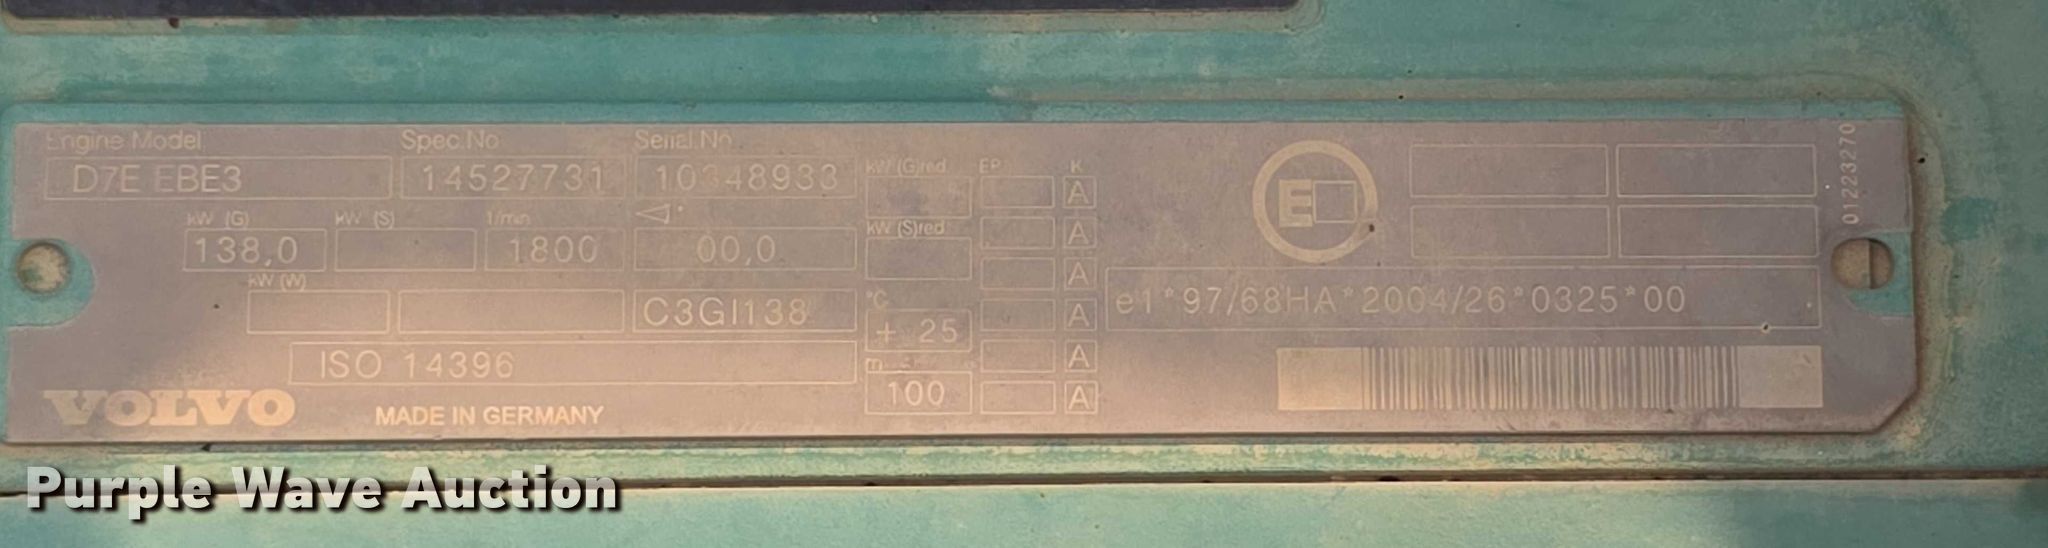 Engine Model Spec.No Serial.No
D7E EBE3 14527731 10348933
kW (G)red EP K
A
kW (G) kW (S) 1/min
138,0 1800 00,0
kW (S)red
A
A
kW (W)
C3GI138
°C
+ 25
A
ISO 14396
A
100
A
VOLVO MADE IN GERMANY
E
01223270
e1*97/68HA*2004/26*0325*00
Purple Wave Auction